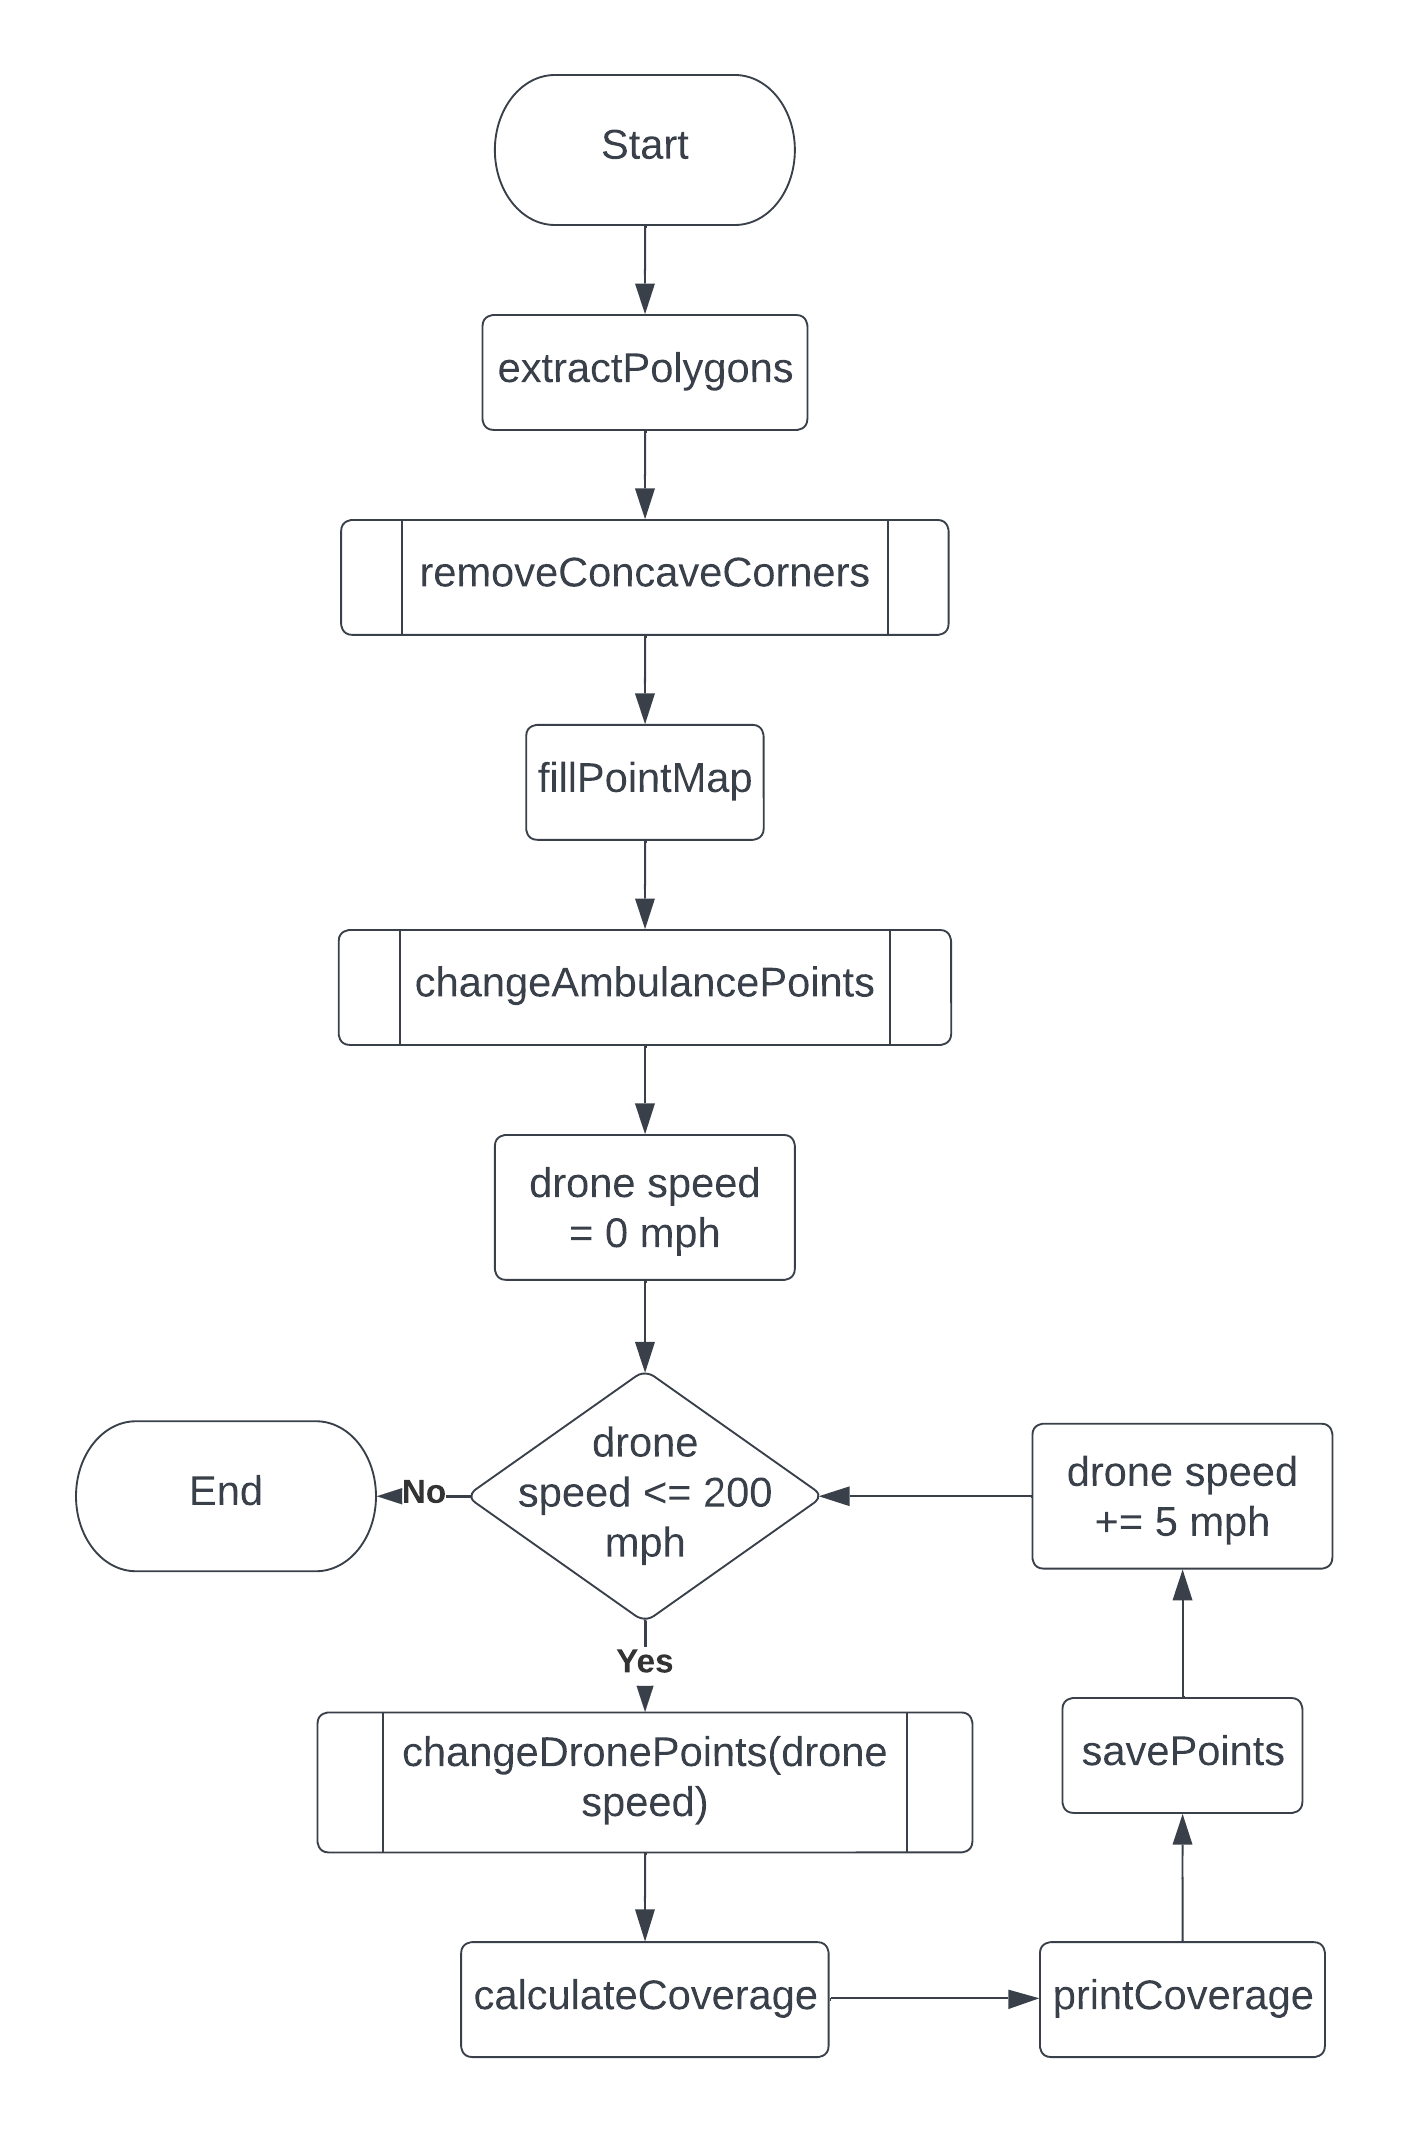 Start
extractPolygons
removeConcaveCorners
fillPointMap
changeAmbulancePoints
drone speed
= 0 mph
drone
speed <= 200
mph
No
End
Yes
changeDronePoints(drone
speed)
calculateCoverage
printCoverage
savePoints
drone speed
+= 5 mph